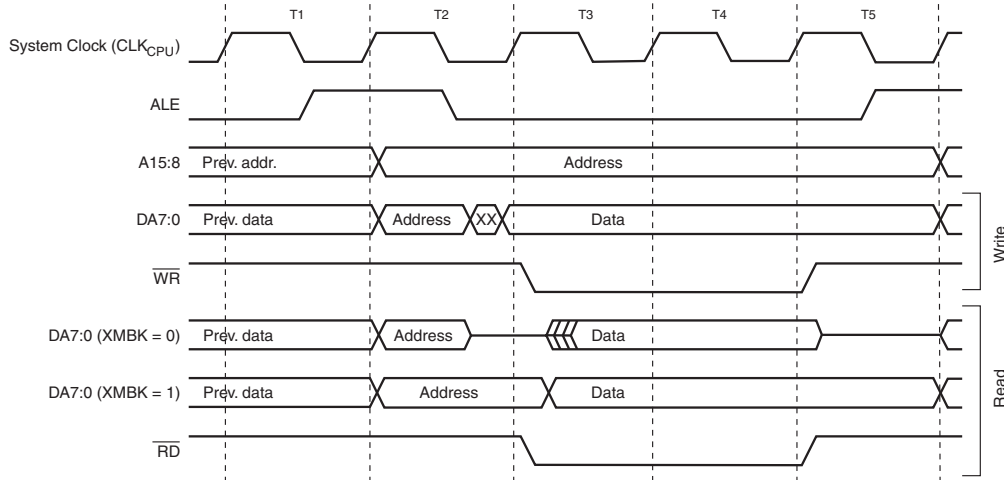 T1 T2 T3 T4 T5
System Clock (CLKCPU)
ALE
A15:8 Prev. addr. Address
DA7:0 Prev. data Address XX Data
WR
Write
DA7:0 (XMBK = 0) Prev. data Address Data
DA7:0 (XMBK = 1) Prev. data Address Data
RD
Read